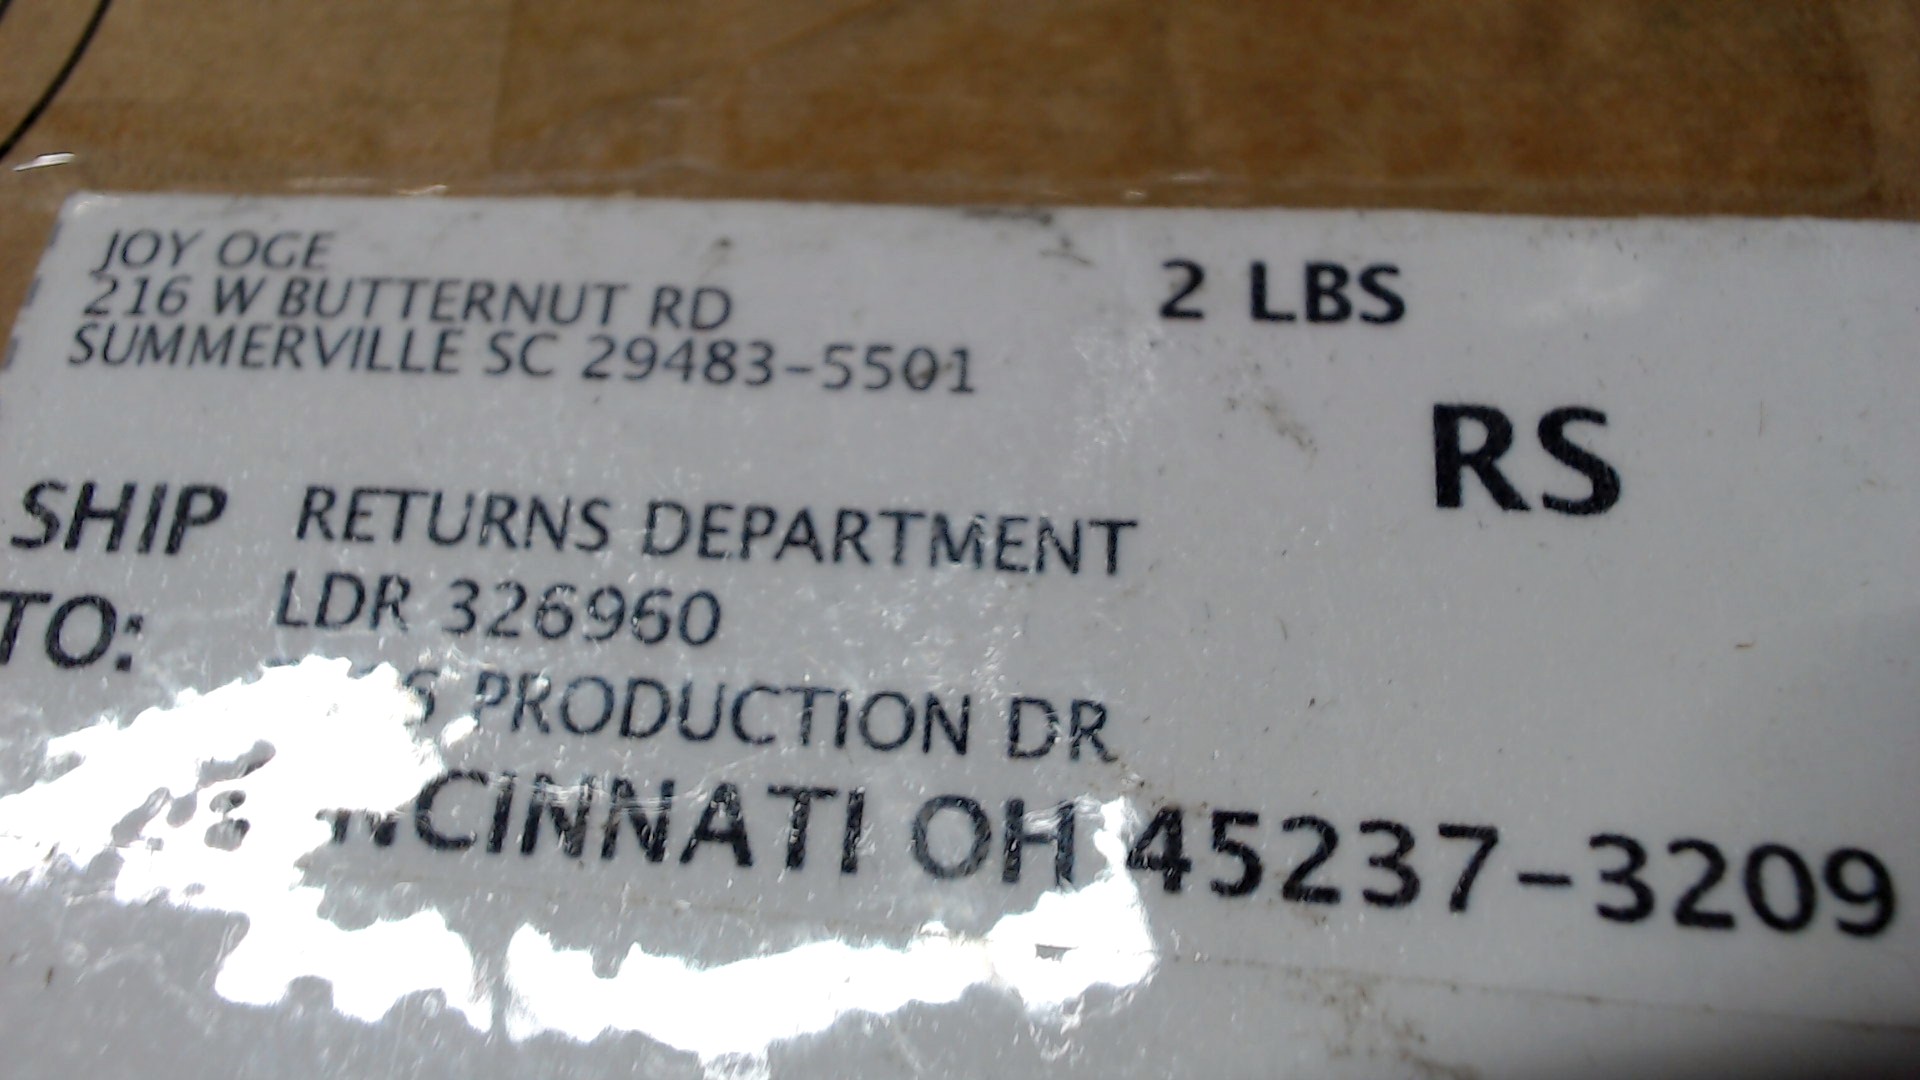 JOY OGE
216 W BUTTERNUT RD
SUMMERVILLE SC 29483-5501
2 LBS
RS
SHIP TO:
RETURNS DEPARTMENT
LDR 326960
PRODUCTION DR
CINCINNATI OH 45237-3209